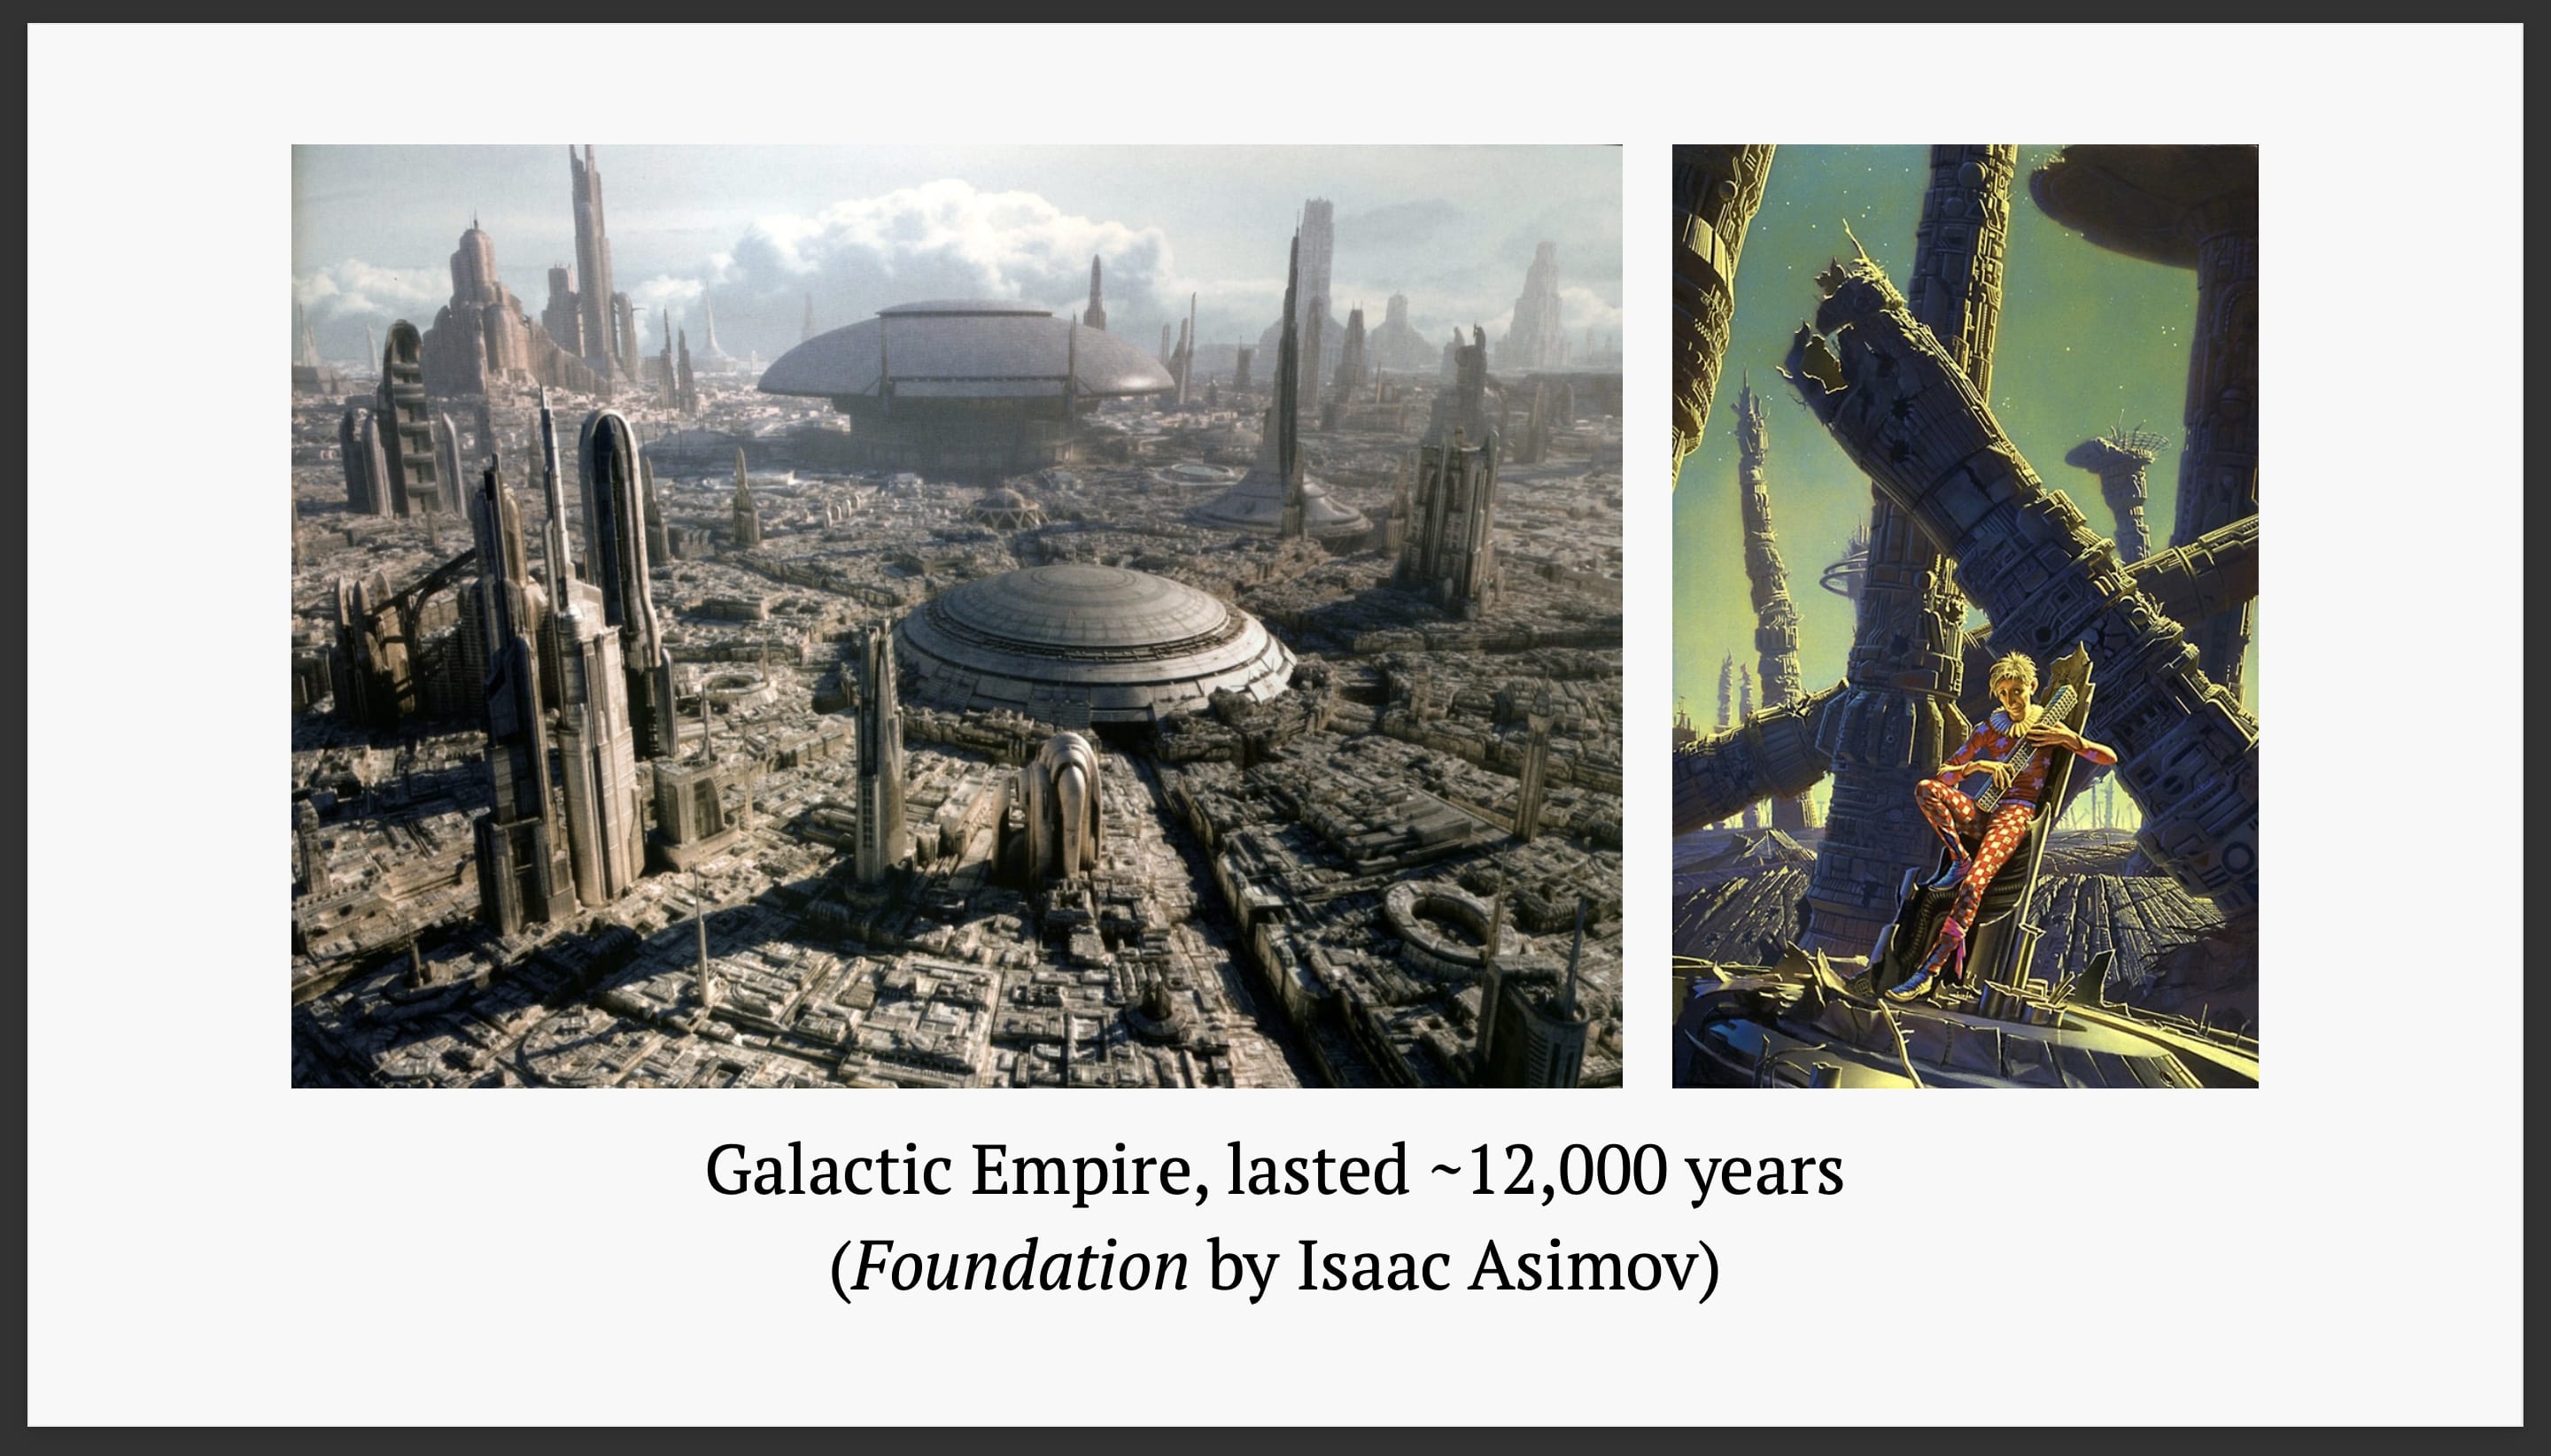 Galactic Empire, lasted ~12,000 years
(Foundation by Isaac Asimov)